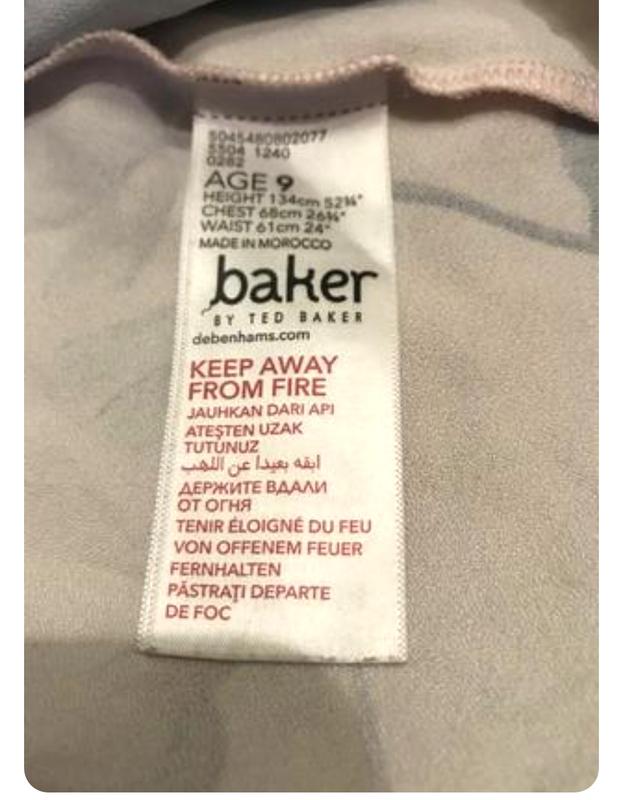 5045480802077
5504 1240
0282
AGE 9
HEIGHT 134cm 52¾"
CHEST 68cm 26¾"
WAIST 61cm 24"
MADE IN MOROCCO
baker
BY TED BAKER
debenhams.com
KEEP AWAY
FROM FIRE
JAUHKAN DARI API
ATEŞTEN UZAK
TUTUNUZ
ابقه بعيدا عن اللهب
ДЕРЖИТЕ ВДАЛИ
ОТ ОГНЯ
TENIR ÉLOIGNÉ DU FEU
VON OFFENEM FEUER
FERNHALTEN
PĂSTRAŢI DEPARTE
DE FOC